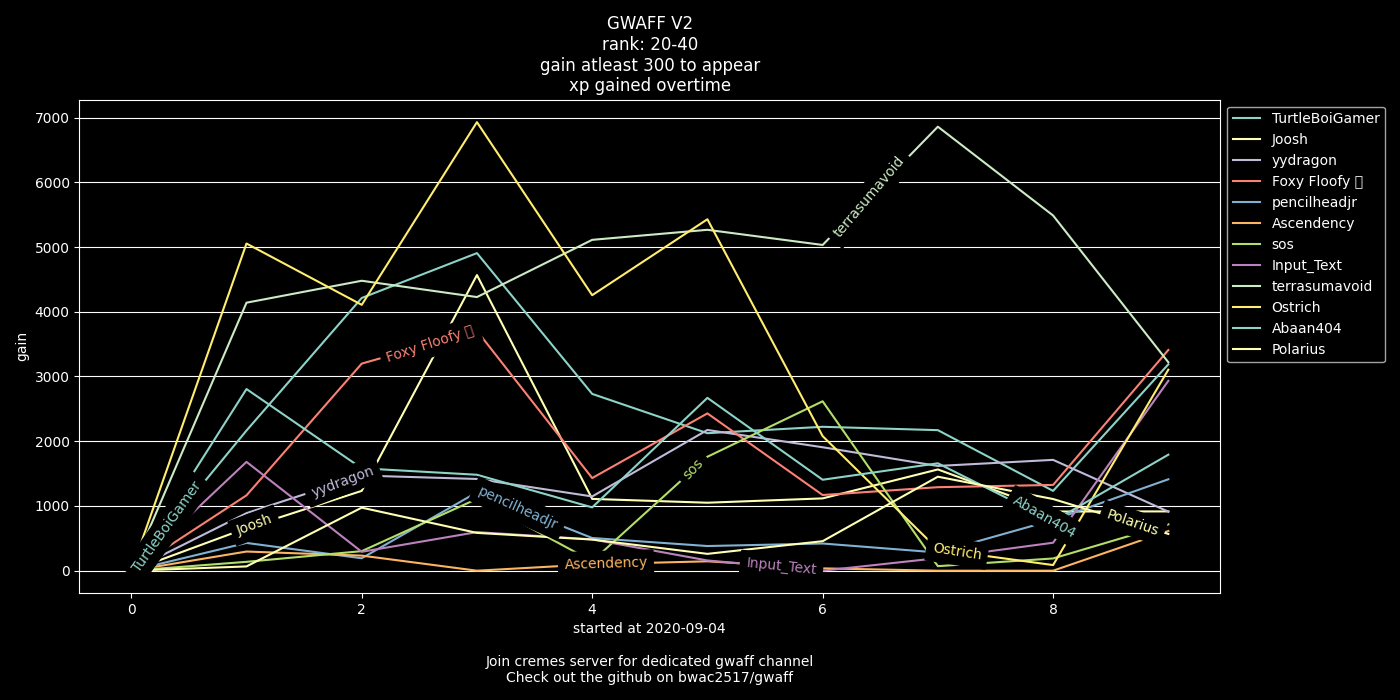 GWAFF V2
rank: 20-40
gain atleast 300 to appear
xp gained overtime
7000
6000
5000
4000
3000
2000
1000
0
gain
0
2
4
6
8
started at 2020-09-04
TurtleBoiGamer
Joosh
yydragon
Foxy Floofy
pencilheadjr
Ascendency
sos
Input_Text
terrasumavoid
Ostrich
Abaan404
Polarius
TurtleBoiGamer
Joosh
yydragon
Foxy Floofy
pencilheadjr
Ascendency
sos
Input_Text
terrasumavoid
Ostrich
Abaan404
Polarius
Join cremes server for dedicated gwaff channel
Check out the github on bwac2517/gwaff